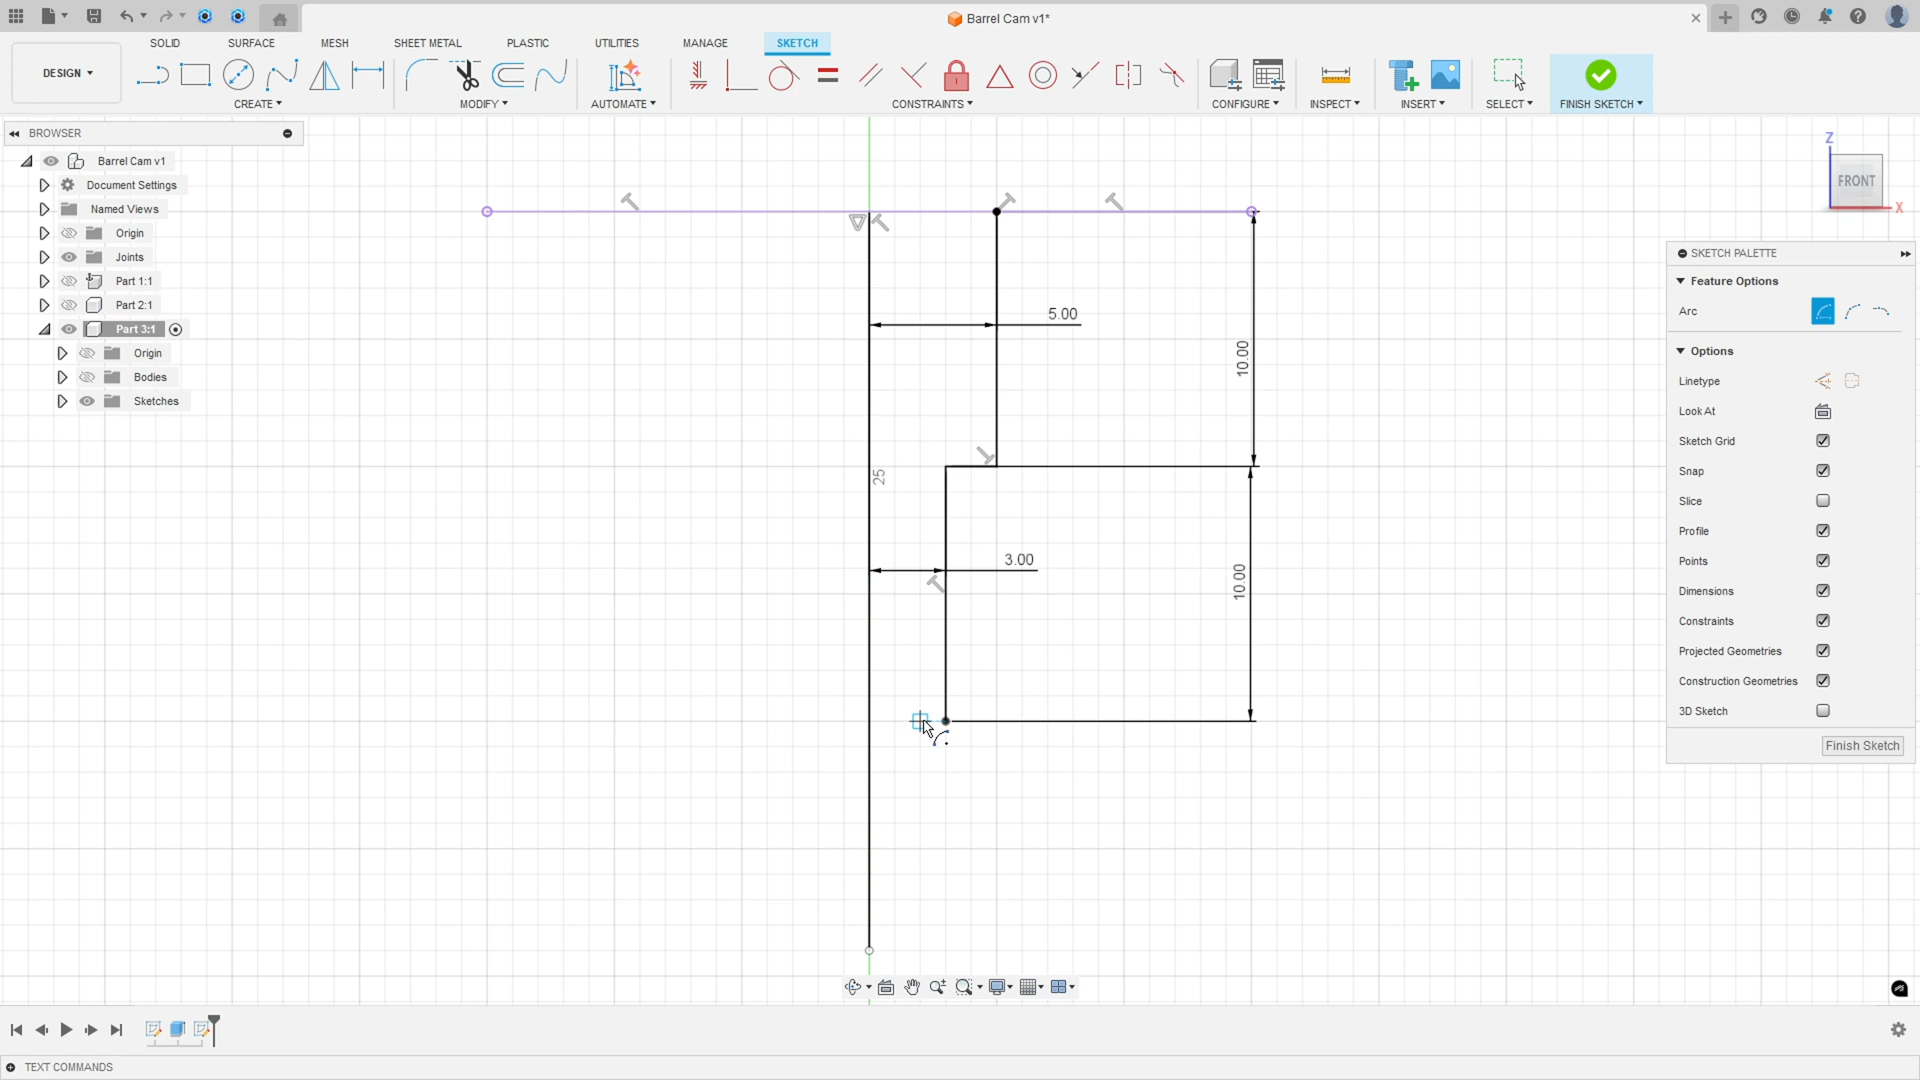 Barrel Cam v1*
SOLID SURFACE MESH SHEET METAL PLASTIC UTILITIES MANAGE SKETCH
DESIGN ▾
CREATE ▾ MODIFY ▾ AUTOMATE ▾ CONSTRAINTS ▾ CONFIGURE ▾ INSPECT ▾ INSERT ▾ SELECT ▾ FINISH SKETCH ▾
BROWSER
Barrel Cam v1
Document Settings
Named Views
Origin
Joints
Part 1:1
Part 2:1
Part 3:1
Origin
Bodies
Sketches
Z
FRONT
X
5.00
10.00
25
3.00
10.00
SKETCH PALETTE
Feature Options
Arc
Options
Linetype
Look At
Sketch Grid
Snap
Slice
Profile
Points
Dimensions
Constraints
Projected Geometries
Construction Geometries
3D Sketch
Finish Sketch
TEXT COMMANDS